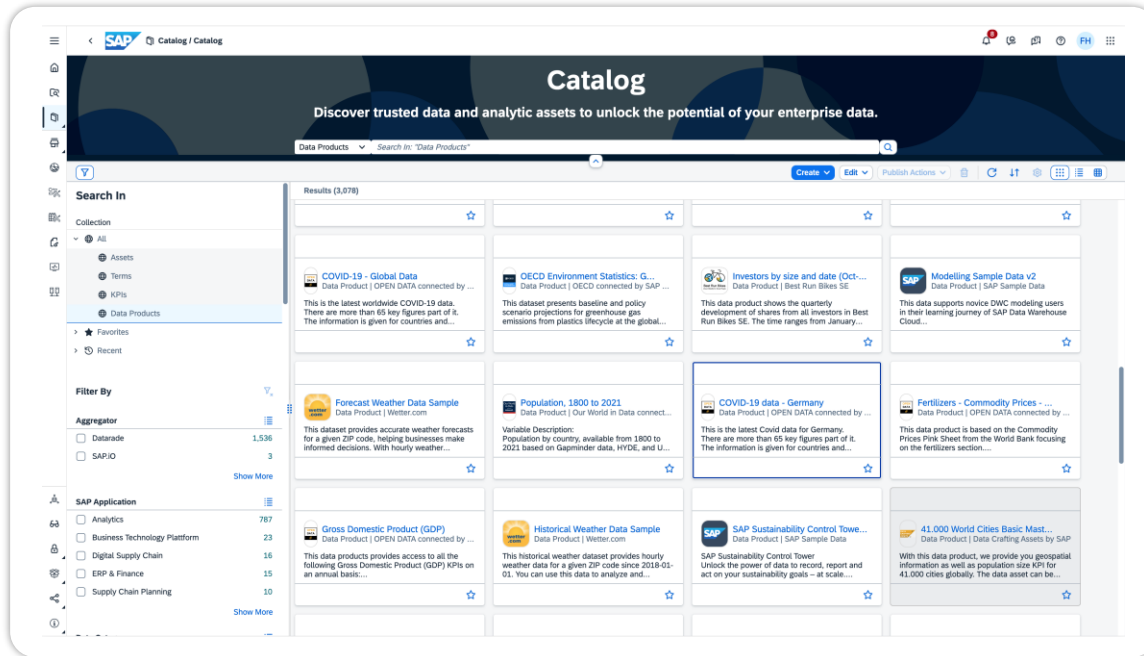 SAP Catalog / Catalog
8
FH
Catalog
Discover trusted data and analytic assets to unlock the potential of your enterprise data.
Data Products Search In: "Data Products"
Create Edit Publish Actions
Search In
Collection
All
Assets
Terms
KPIs
Data Products
Favorites
Recent
Filter By
Aggregator
Datarade 1,536
SAP.iO 3
Show More
SAP Application
Analytics 787
Business Technology Platform 23
Digital Supply Chain 16
ERP & Finance 15
Supply Chain Planning 10
Show More
Results (3,078)
COVID-19 - Global Data
Data Product | OPEN DATA connected by ...
This is the latest worldwide COVID-19 data.
There are more than 65 key figures part of it.
The information is given for countries and...
OECD Environment Statistics: G...
Data Product | OECD connected by SAP ...
This dataset presents baseline and policy
scenario projections for greenhouse gas
emissions from plastics lifecycle at the global...
Investors by size and date (Oct-...
Data Product | Best Run Bikes SE
This data product shows the quarterly
development of shares from all investors in Best
Run Bikes SE. The time ranges from January...
SAP
Modelling Sample Data v2
Data Product | SAP Sample Data
This data supports novice DWC modeling users
in their learning journey of SAP Data Warehouse
Cloud...
wetter
.com
Forecast Weather Data Sample
Data Product | Wetter.com
This dataset provides accurate weather forecasts
for a given ZIP code, helping businesses make
informed decisions. With hourly weather...
Population, 1800 to 2021
Data Product | Our World in Data connect...
Variable Description:
Population by country, available from 1800 to
2021 based on Gapminder data, HYDE, and U...
COVID-19 data - Germany
Data Product | OPEN DATA connected by ...
This is the latest Covid data for Germany.
There are more than 65 key figures part of it.
The information is given for countries and...
Fertilizers - Commodity Prices - ...
Data Product | OPEN DATA connected by ...
This data product is based on the Commodity
Prices Pink Sheet from the World Bank focusing
on the fertilizers section....
Gross Domestic Product (GDP)
Data Product | OPEN DATA connected by ...
This data products provides access to all the
following Gross Domestic Product (GDP) KPIs on
an annual basis:...
wetter
.com
Historical Weather Data Sample
Data Product | Wetter.com
This historical weather dataset provides hourly
weather data for a given ZIP code since 2018-01-
01. You can use this data to analyze and...
SAP
SAP Sustainability Control Towe...
Data Product | SAP Sample Data
SAP Sustainability Control Tower
Unlock the power of data to record, report and
act on your sustainability goals – at scale....
41.000 World Cities Basic Mast...
Data Product | Data Crafting Assets by SAP
With this data product, we provide you geospatial
information as well as population size KPI for
41.000 cities globally. The data asset can be...